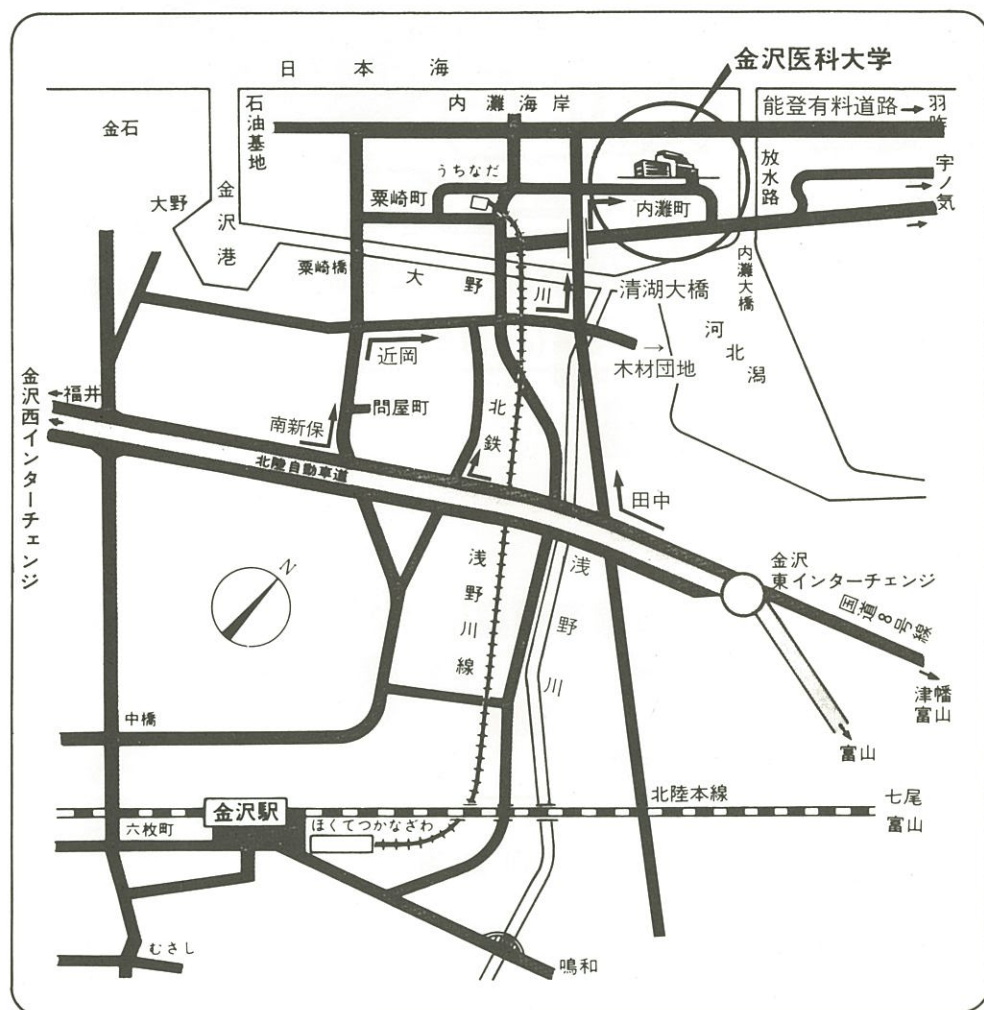 金沢医科大学
日本海
内灘海岸
能登有料道路→
羽咋
金石
石油基地
放水路
宇ノ気
うちなだ
粟崎町
内灘町
大野
金沢港
粟崎橋
大野川
清湖大橋
内灘大橋
河北潟
近岡
→
木材団地
←福井
金沢西インターチェンジ
問屋町
南新保
北鉄
北陸自動車道
田中
金沢
東インターチェンジ
国道8号線
浅野川線
浅野川
N
津幡
富山
富山
中橋
北陸本線
七尾
富山
金沢駅
ほくてつかなざわ
六枚町
むさし
鳴和